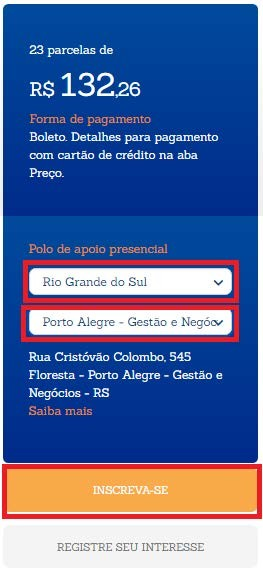 23 parcelas de
R$ 132,26
Forma de pagamento
Boleto. Detalhes para pagamento
com cartão de crédito na aba
Preço.
Polo de apoio presencial
Rio Grande do Sul
Porto Alegre - Gestão e Negóc
Rua Cristóvão Colombo, 545
Floresta - Porto Alegre - Gestão e
Negócios - RS
Saiba mais
INSCREVA-SE
REGISTRE SEU INTERESSE